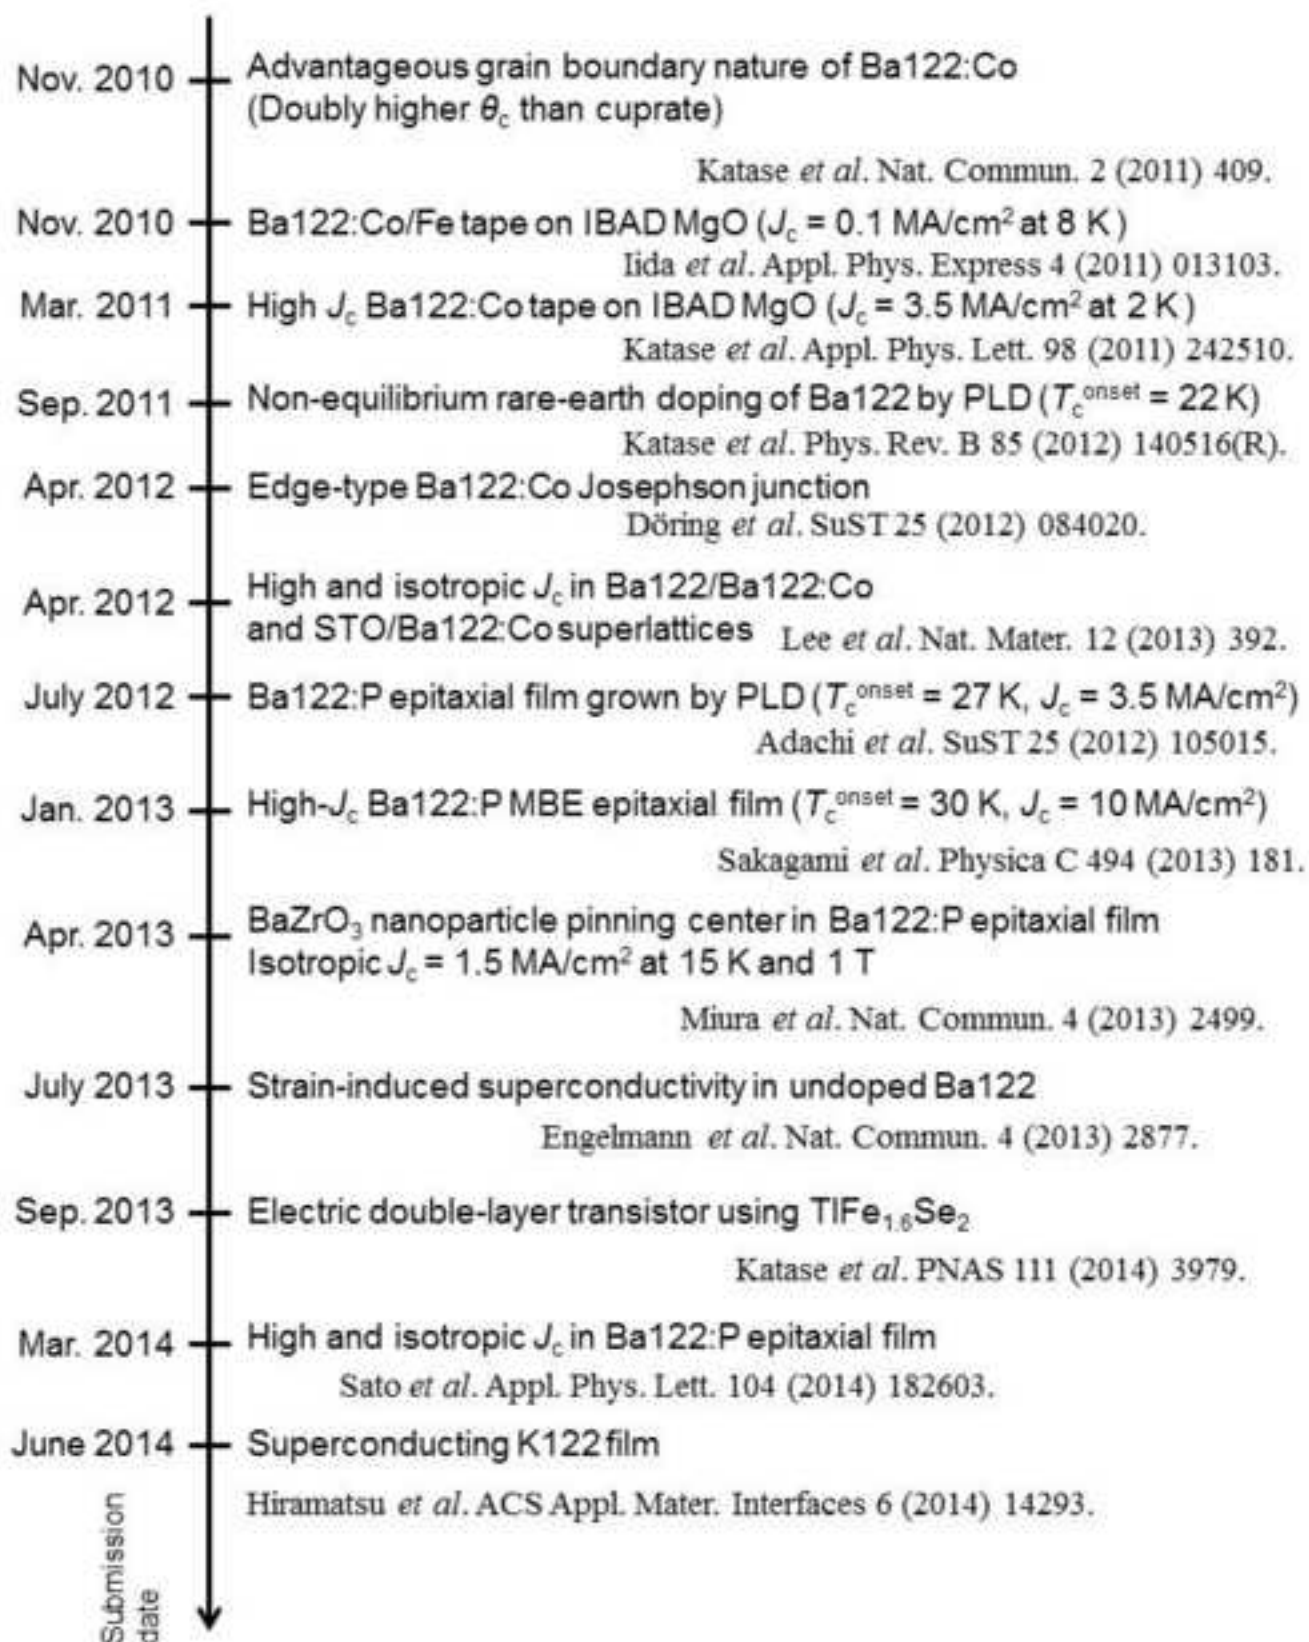 Nov. 2010 Advantageous grain boundary nature of Ba122:Co
(Doubly higher θc than cuprate)
Katase et al. Nat. Commun. 2 (2011) 409.
Nov. 2010 Ba122:Co/Fe tape on IBAD MgO (Jc = 0.1 MA/cm² at 8 K)
Iida et al. Appl. Phys. Express 4 (2011) 013103.
Mar. 2011 High Jc Ba122:Co tape on IBAD MgO (Jc = 3.5 MA/cm² at 2 K)
Katase et al. Appl. Phys. Lett. 98 (2011) 242510.
Sep. 2011 Non-equilibrium rare-earth doping of Ba122 by PLD (Tc onset = 22 K)
Katase et al. Phys. Rev. B 85 (2012) 140516(R).
Apr. 2012 Edge-type Ba122:Co Josephson junction
Döring et al. SuST 25 (2012) 084020.
Apr. 2012 High and isotropic Jc in Ba122/Ba122:Co
and STO/Ba122:Co superlattices Lee et al. Nat. Mater. 12 (2013) 392.
July 2012 Ba122:P epitaxial film grown by PLD (Tc onset = 27 K, Jc = 3.5 MA/cm²)
Adachi et al. SuST 25 (2012) 105015.
Jan. 2013 High-Jc Ba122:P MBE epitaxial film (Tc onset = 30 K, Jc = 10 MA/cm²)
Sakagami et al. Physica C 494 (2013) 181.
Apr. 2013 BaZrO₃ nanoparticle pinning center in Ba122:P epitaxial film
Isotropic Jc = 1.5 MA/cm² at 15 K and 1 T
Miura et al. Nat. Commun. 4 (2013) 2499.
July 2013 Strain-induced superconductivity in undoped Ba122
Engelmann et al. Nat. Commun. 4 (2013) 2877.
Sep. 2013 Electric double-layer transistor using TlFe₁.₆Se₂
Katase et al. PNAS 111 (2014) 3979.
Mar. 2014 High and isotropic Jc in Ba122:P epitaxial film
Sato et al. Appl. Phys. Lett. 104 (2014) 182603.
June 2014 Superconducting K122 film
Hiramatsu et al. ACS Appl. Mater. Interfaces 6 (2014) 14293.
Submission
date